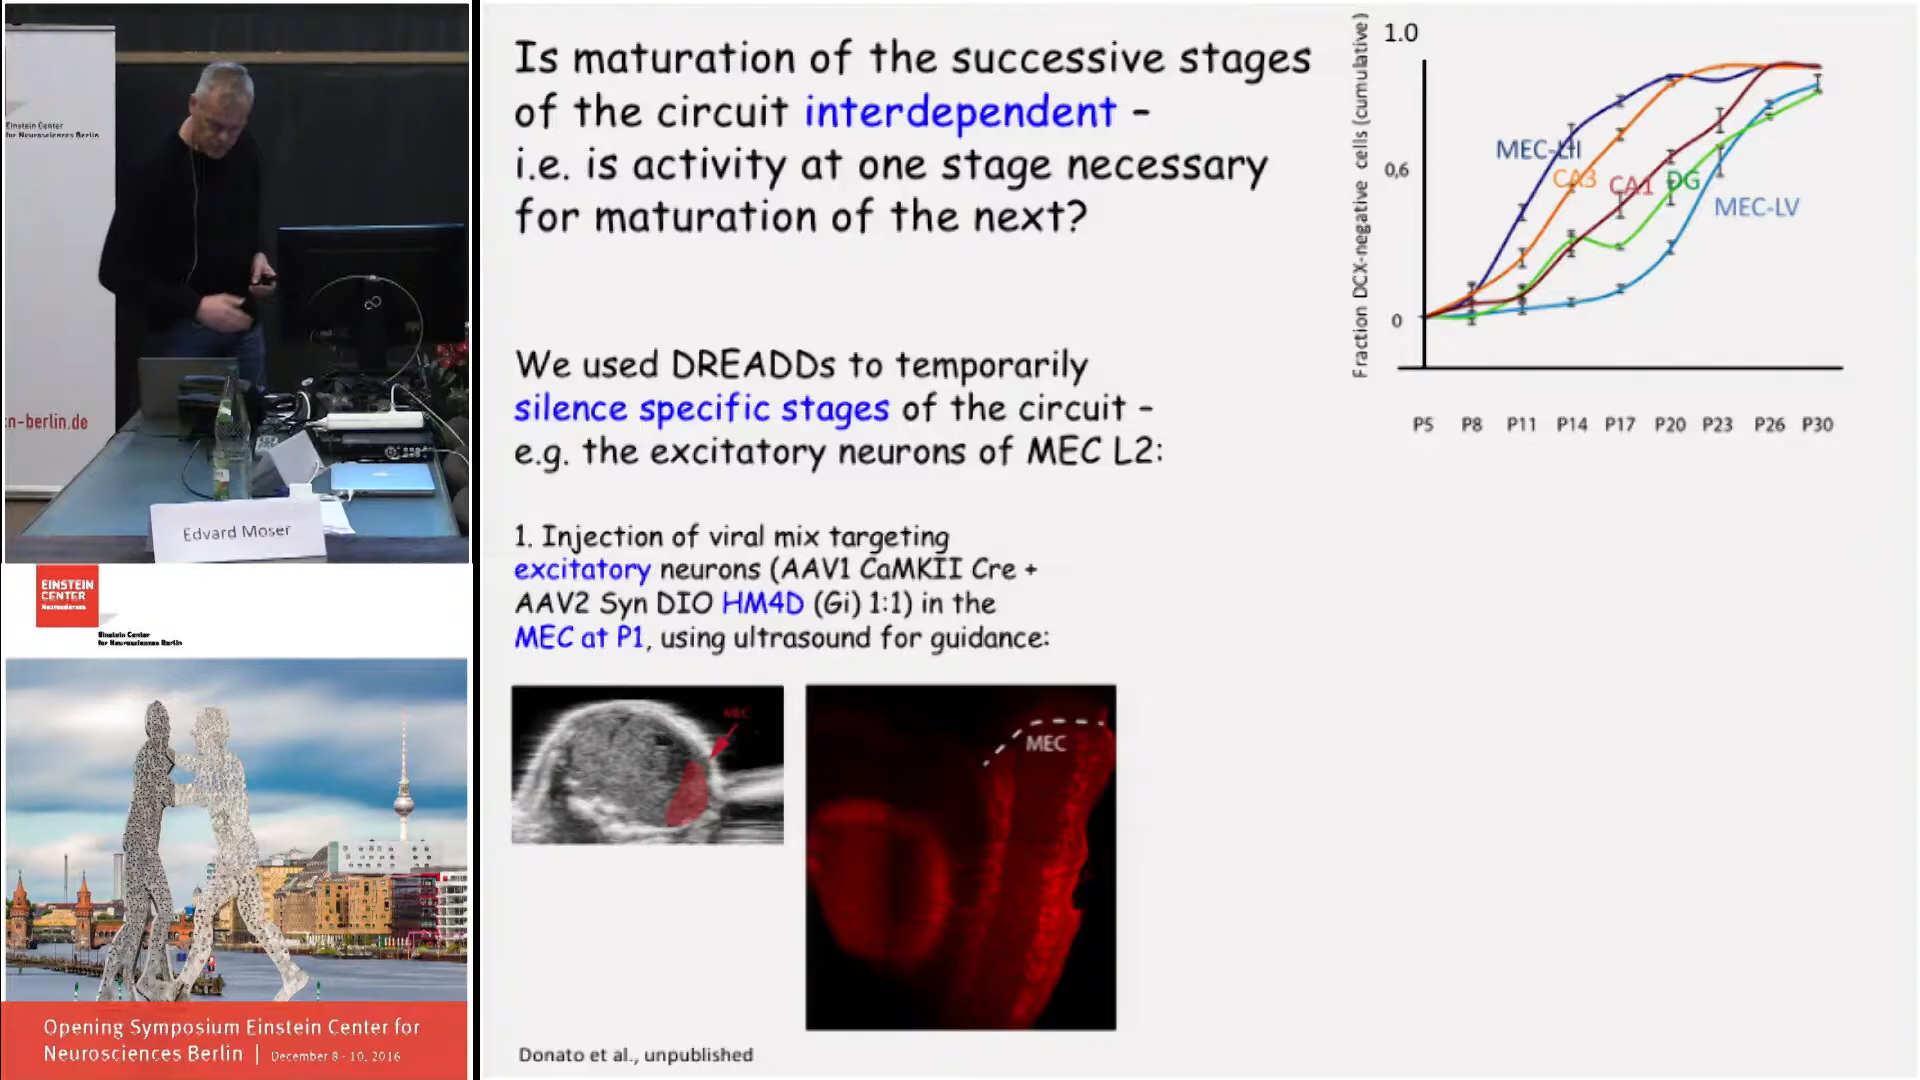 Einstein Center
for Neurosciences Berlin
n-berlin.de
Edvard Moser
EINSTEIN
CENTER
Neurosciences
Einstein Center
for Neurosciences Berlin
Opening Symposium Einstein Center for
Neurosciences Berlin | December 8 - 10, 2016
Is maturation of the successive stages
of the circuit interdependent –
i.e. is activity at one stage necessary
for maturation of the next?
We used DREADDs to temporarily
silence specific stages of the circuit –
e.g. the excitatory neurons of MEC L2:
1. Injection of viral mix targeting
excitatory neurons (AAV1 CaMKII Cre +
AAV2 Syn DIO HM4D (Gi) 1:1) in the
MEC at P1, using ultrasound for guidance:
MEC
MEC
Donato et al., unpublished
Fraction DCX-negative cells (cumulative)
1.0
0,6
0
MEC-LII
CA3
CA1
DG
MEC-LV
P5 P8 P11 P14 P17 P20 P23 P26 P30